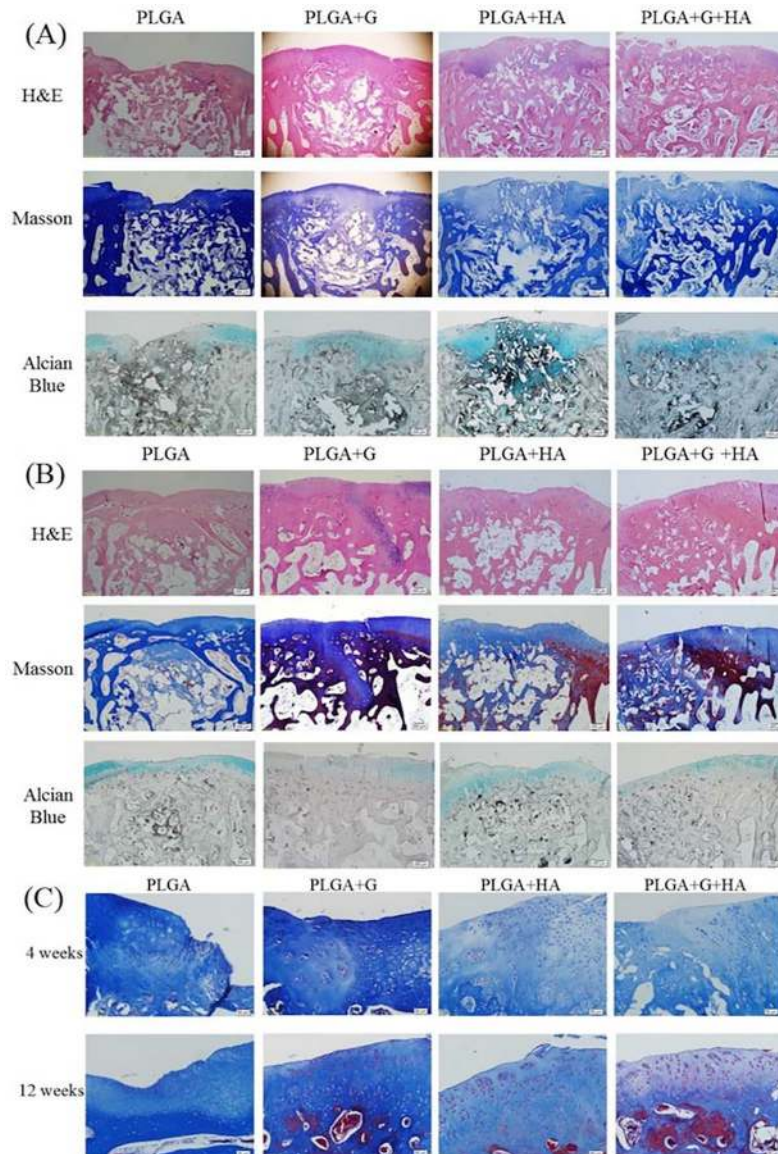 (A)
PLGA PLGA+G PLGA+HA PLGA+G+HA
H&E
Masson
Alcian
Blue
(B)
PLGA PLGA+G PLGA+HA PLGA+G +HA
H&E
Masson
Alcian
Blue
(C)
PLGA PLGA+G PLGA+HA PLGA+G+HA
4 weeks
12 weeks